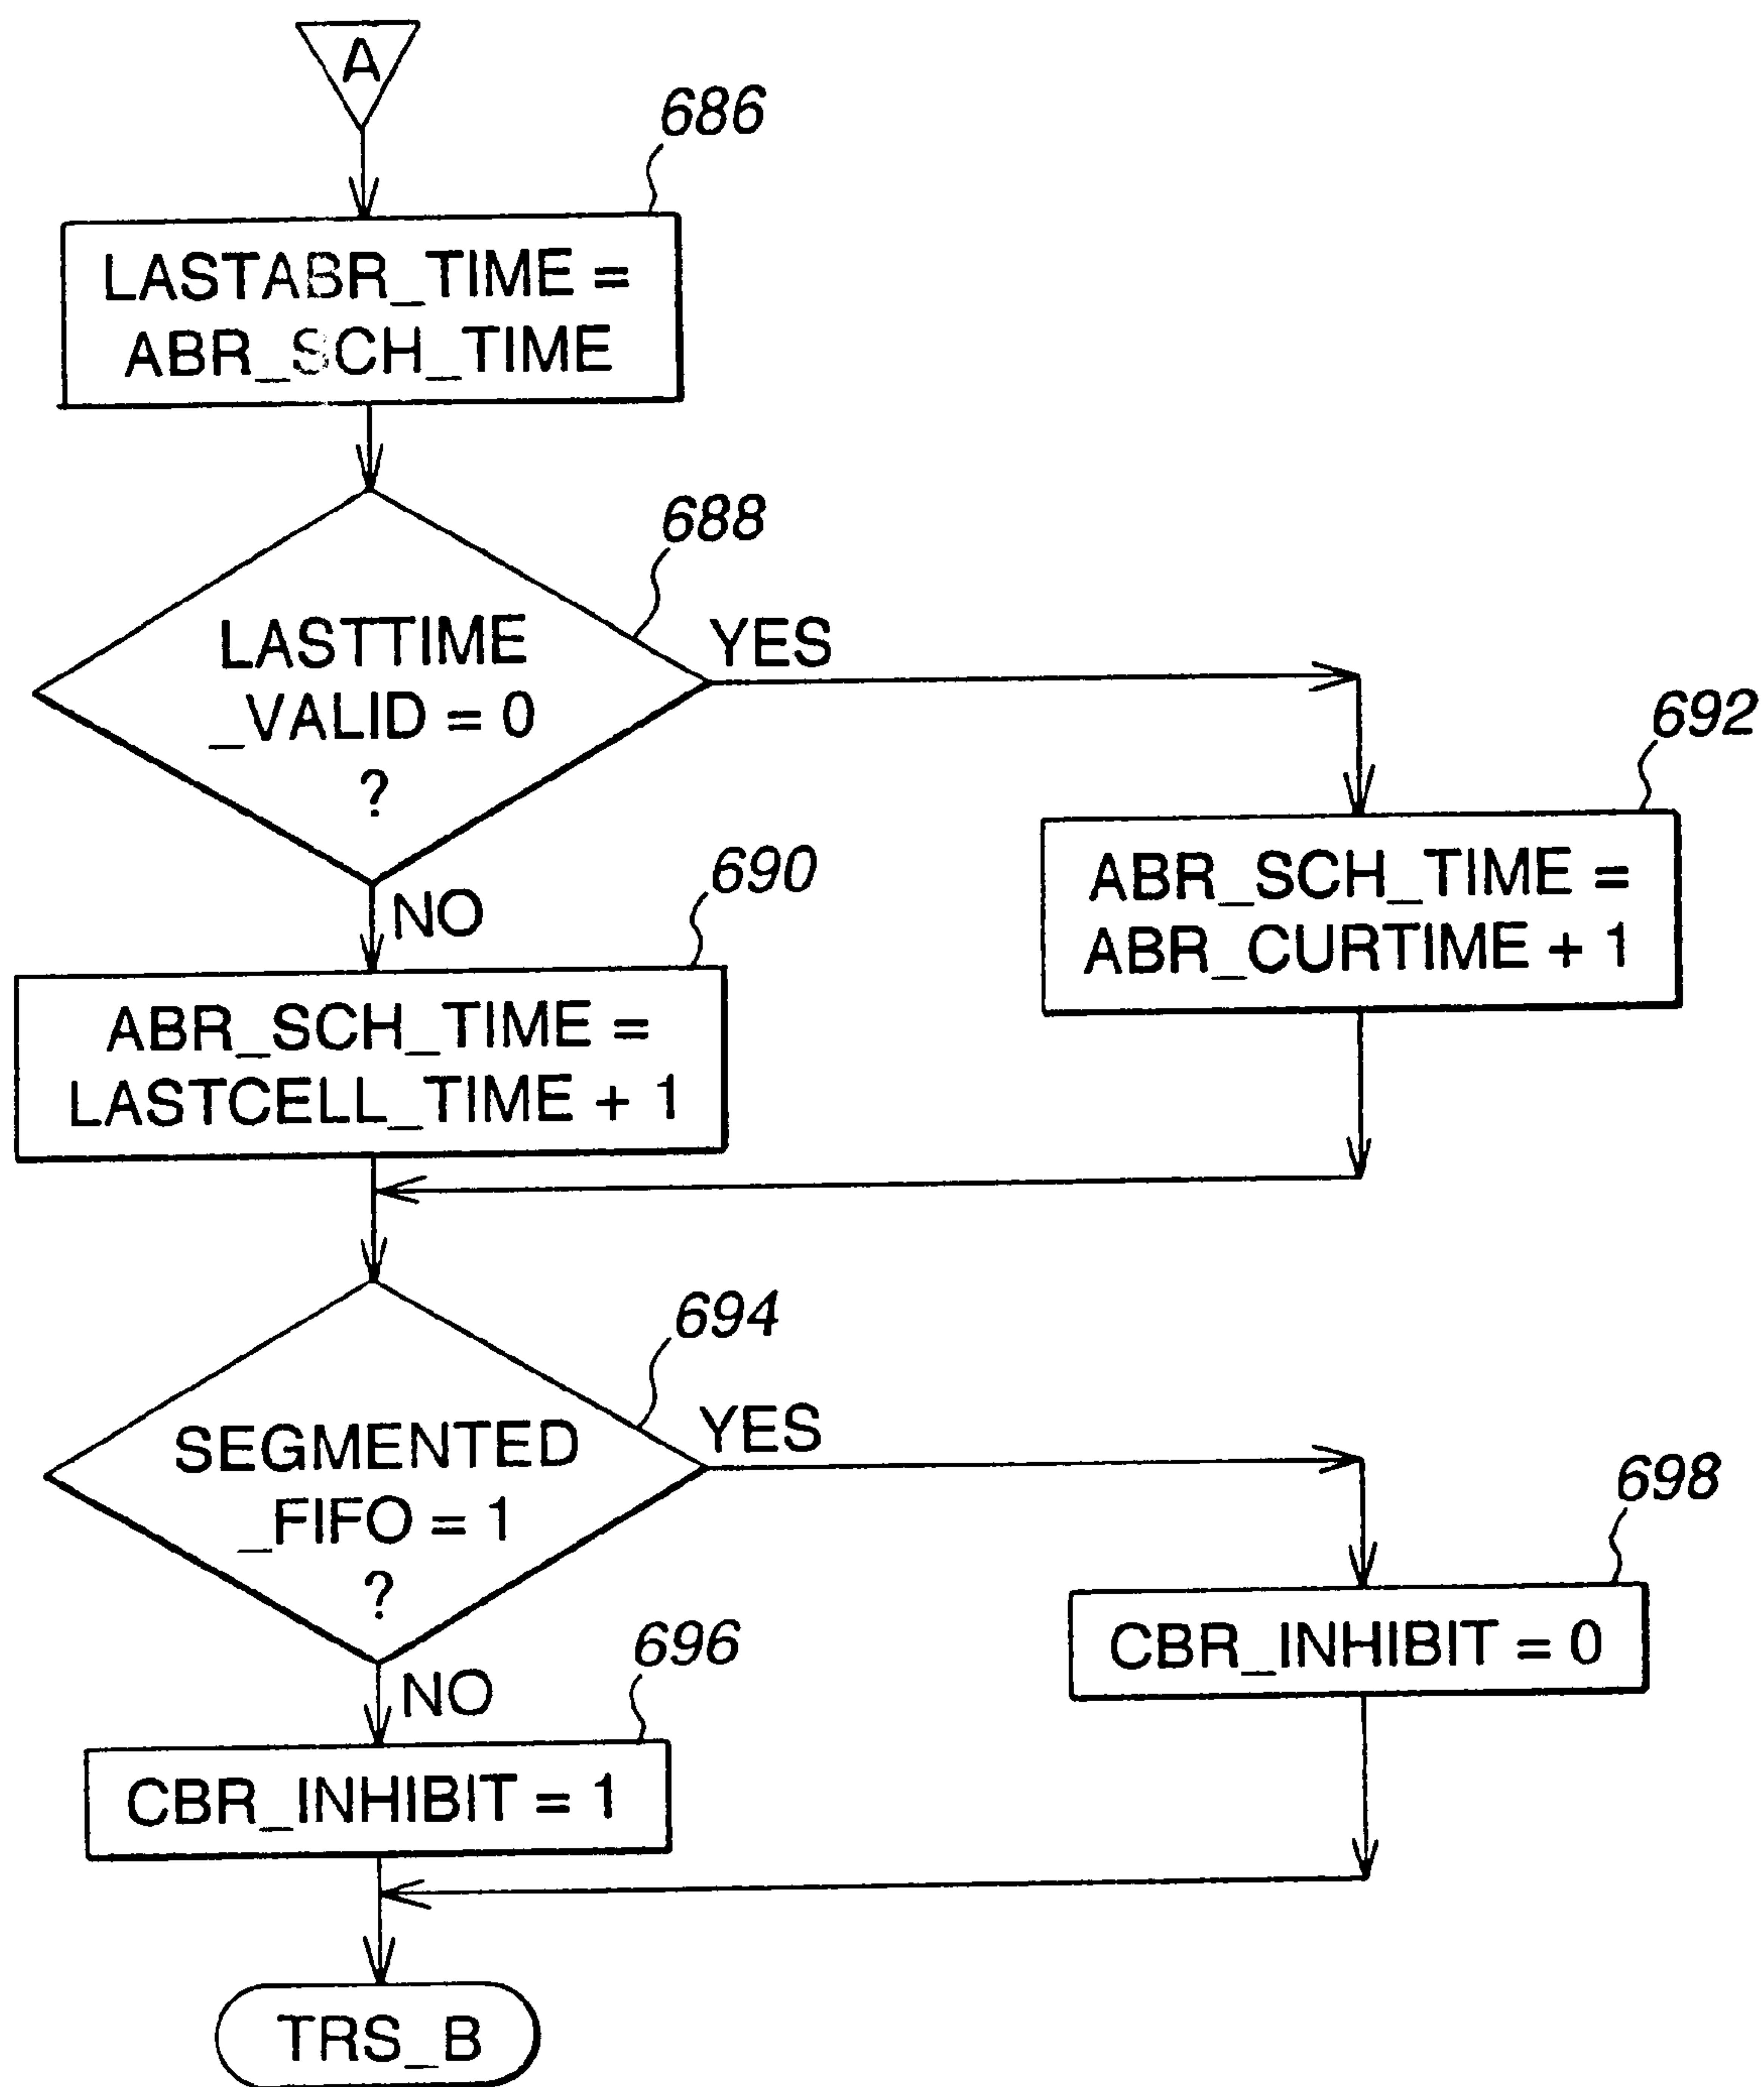 A
686
LASTABR_TIME =
ABR_SCH_TIME
688
LASTTIME
_VALID = 0
?
YES
692
ABR_SCH_TIME =
ABR_CURTIME + 1
NO
690
ABR_SCH_TIME =
LASTCELL_TIME + 1
694
SEGMENTED
_FIFO = 1
?
YES
698
CBR_INHIBIT = 0
NO
696
CBR_INHIBIT = 1
TRS_B